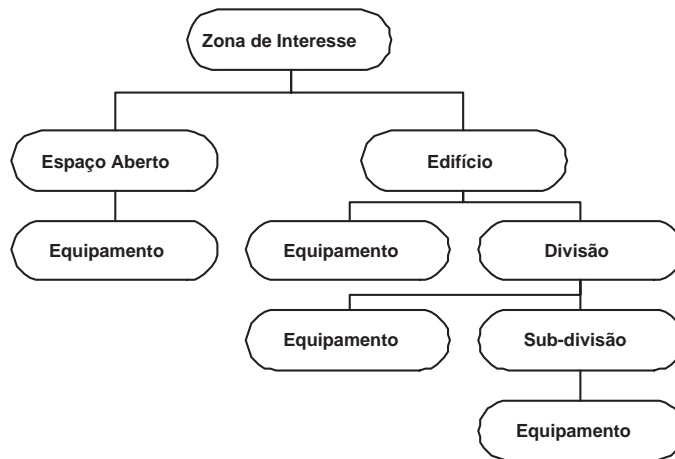 Zona de Interesse
Espaço Aberto
Edifício
Equipamento
Equipamento
Divisão
Equipamento
Sub-divisão
Equipamento